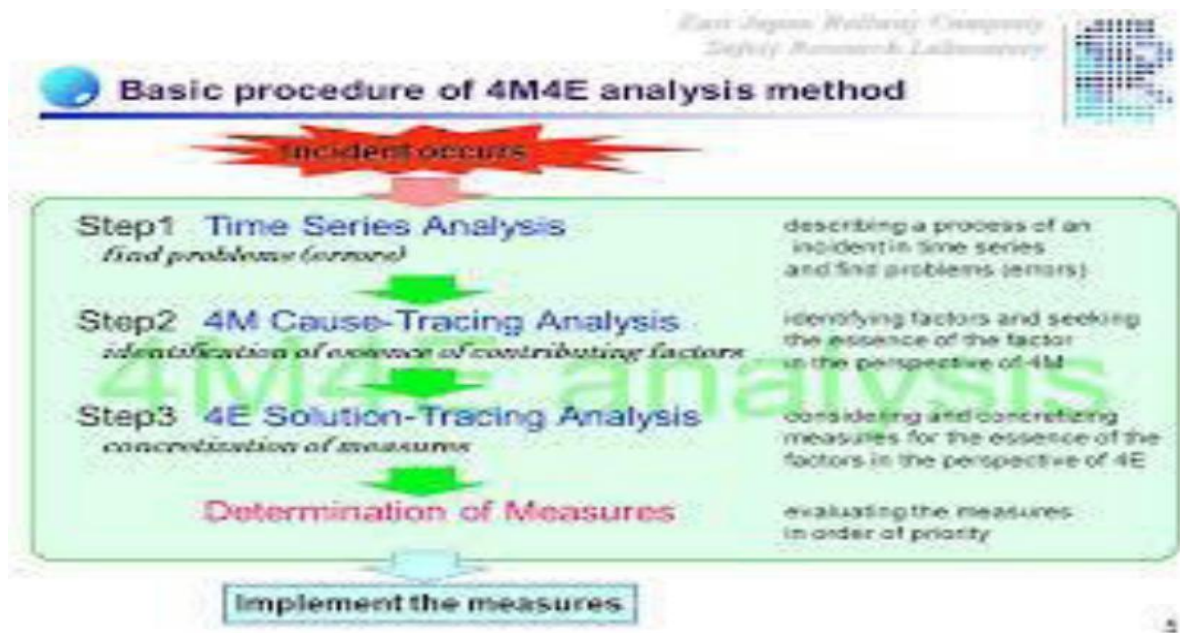 East Japan Railway Company
Safety Research Laboratory
Basic procedure of 4M4E analysis method
Incident occurs
Step1 Time Series Analysis
find problems (errors)
describing a process of an
incident in time series
and find problems (errors)
Step2 4M Cause-Tracing Analysis
identification of essence of contributing factors
identifying factors and seeking
the essence of the factor
in the perspective of 4M
4M4E analysis
Step3 4E Solution-Tracing Analysis
concretization of measures
considering and concretizing
measures for the essence of the
factors in the perspective of 4E
Determination of Measures
evaluating the measures
in order of priority
Implement the measures